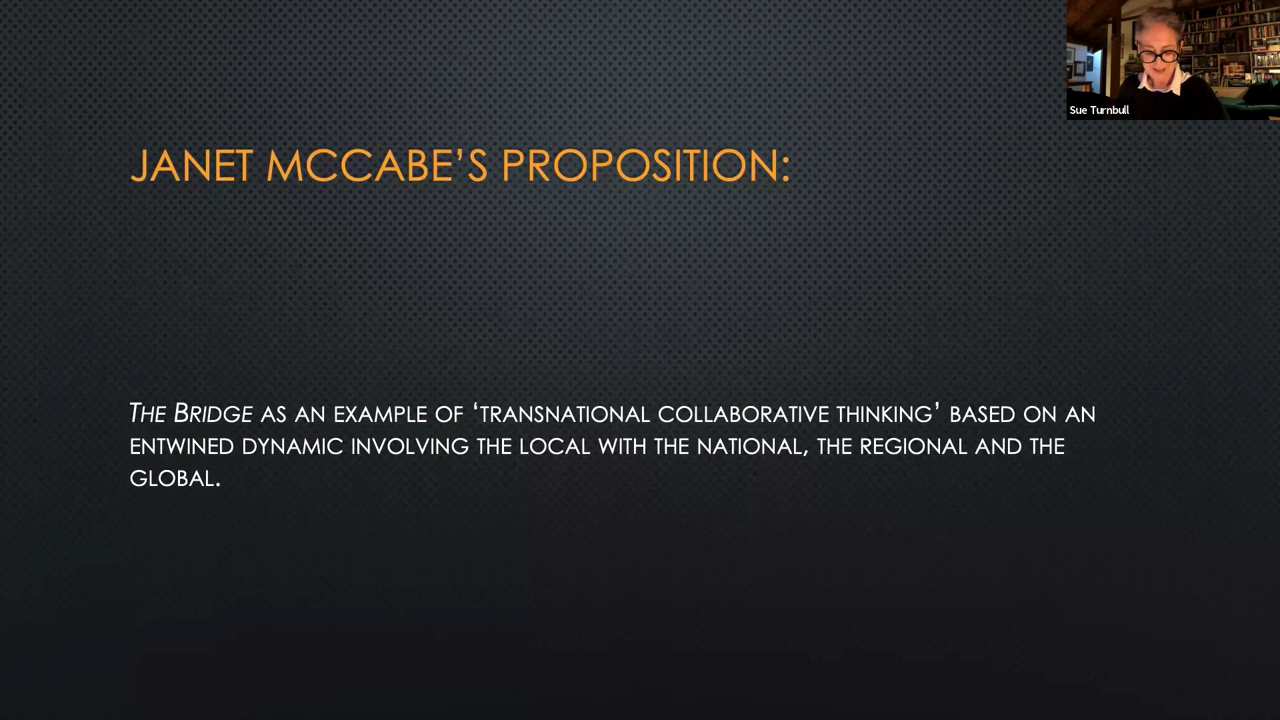 Sue Turnbull
JANET MCCABE’S PROPOSITION:
THE BRIDGE AS AN EXAMPLE OF ‘TRANSNATIONAL COLLABORATIVE THINKING’ BASED ON AN
ENTWINED DYNAMIC INVOLVING THE LOCAL WITH THE NATIONAL, THE REGIONAL AND THE
GLOBAL.